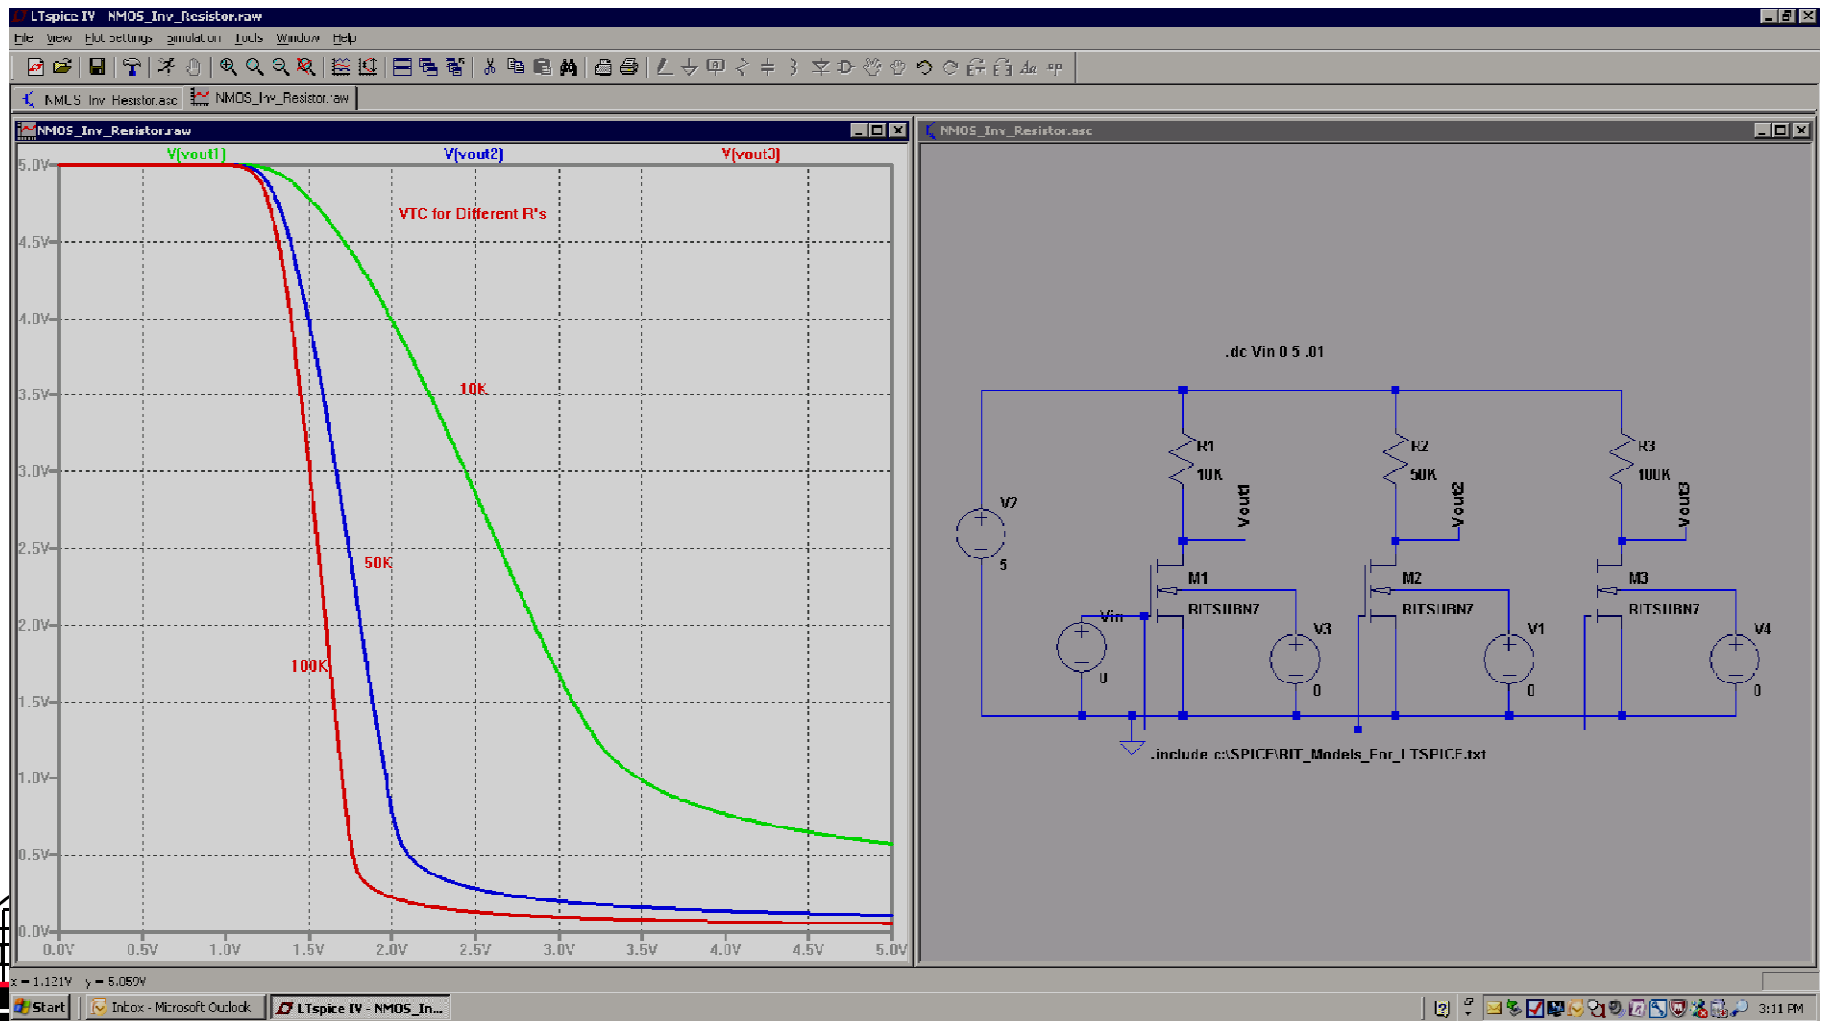 LTspice IV - NMOS_Inv_Resistor.raw
File View Plot Settings Simulation Tools Window Help
NMOS_Inv_Resistor.asc NMOS_Inv_Resistor.raw
NMOS_Inv_Resistor.raw
V(vout1) V(vout2) V(vout3)
5.0V
4.5V
4.0V
3.5V
3.0V
2.5V
2.0V
1.5V
1.0V
0.5V
0.0V
VTC for Different R's
10K
50K
100K
0.0V 0.5V 1.0V 1.5V 2.0V 2.5V 3.0V 3.5V 4.0V 4.5V 5.0V
NMOS_Inv_Resistor.asc
.dc Vin 0 5 .01
R1
10K
R2
50K
R3
100K
Vout1
Vout2
Vout3
V2
5
M1
RITSUBN7
M2
RITSUBN7
M3
RITSUBN7
Vin
0
V3
0
V1
0
V4
0
.include c:\SPICE\RIT_Models_For_LTSPICE.txt
x = 1.121V y = 5.059V
Start Inbox - Microsoft Outlook LTspice IV - NMOS_In... 3:11 PM